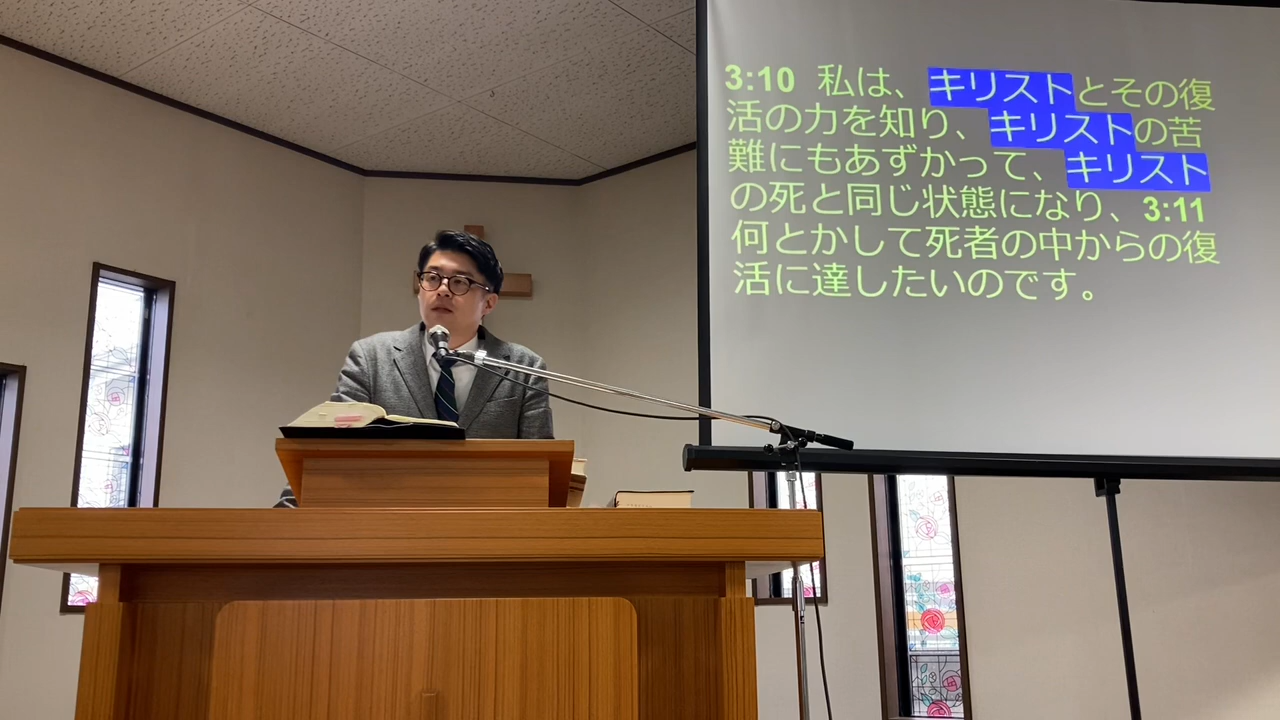 3:10 私は、キリストとその復
活の力を知り、キリストの苦
難にもあずかって、キリスト
の死と同じ状態になり、3:11
何とかして死者の中からの復
活に達したいのです。